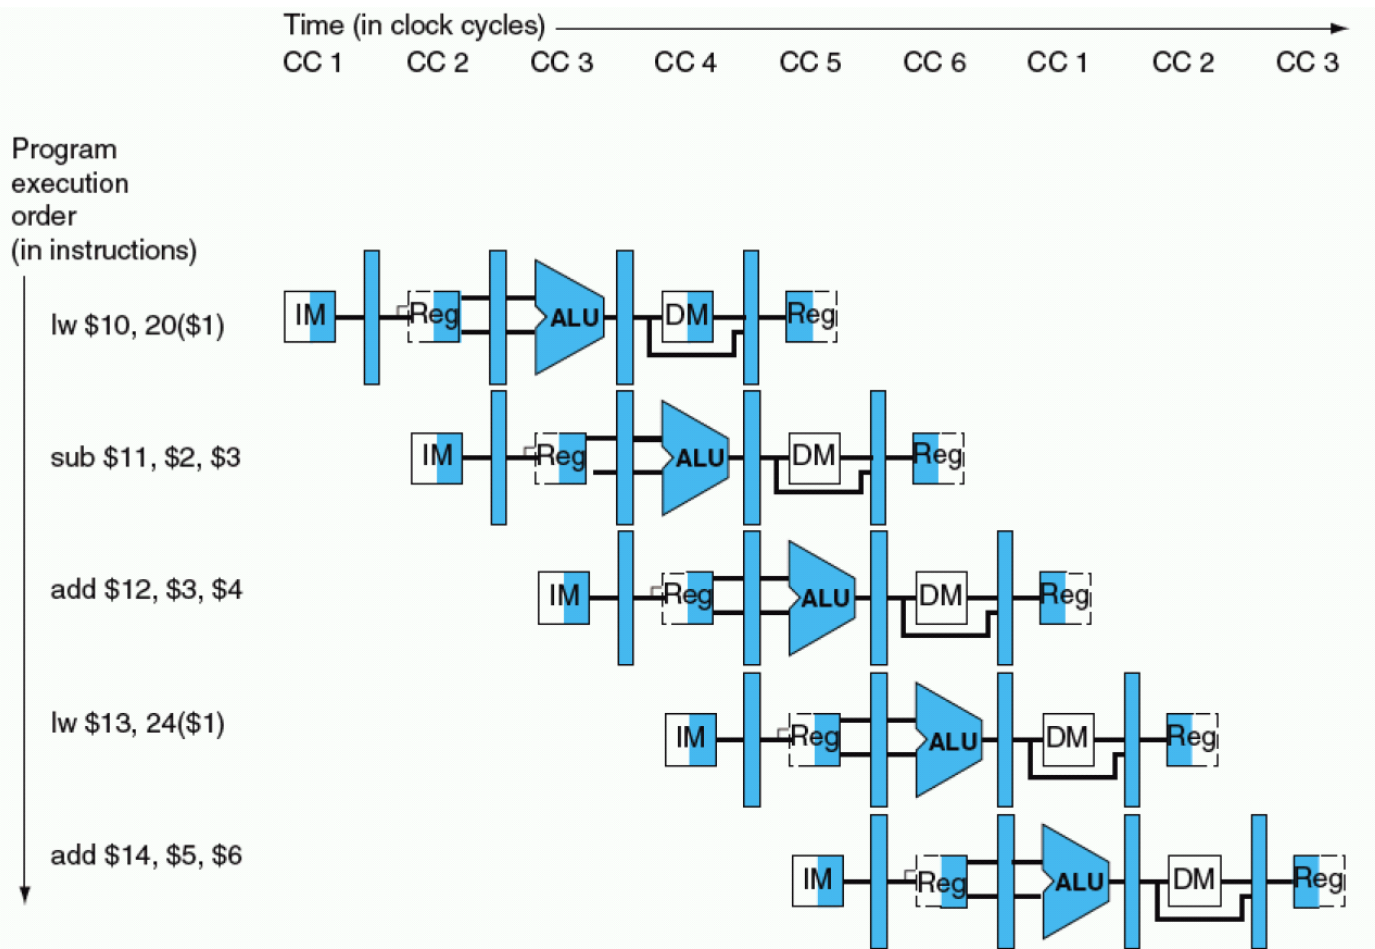 Time (in clock cycles)
CC 1 CC 2 CC 3 CC 4 CC 5 CC 6 CC 1 CC 2 CC 3
Program
execution
order
(in instructions)
lw $10, 20($1)
IM Reg ALU DM Reg
sub $11, $2, $3
IM Reg ALU DM Reg
add $12, $3, $4
IM Reg ALU DM Reg
lw $13, 24($1)
IM Reg ALU DM Reg
add $14, $5, $6
IM Reg ALU DM Reg